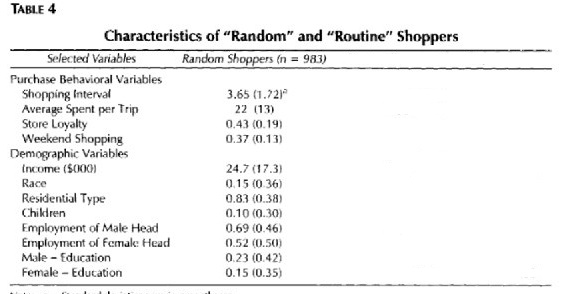 TABLE 4
Characteristics of "Random" and "Routine" Shoppers
Selected Variables Random Shoppers (n = 983)
Purchase Behavioral Variables
Shopping Interval 3.65 (1.72)ª
Average Spent per Trip 22 (13)
Store Loyalty 0.43 (0.19)
Weekend Shopping 0.37 (0.13)
Demographic Variables
Income ($000) 24.7 (17.3)
Race 0.15 (0.36)
Residential Type 0.83 (0.38)
Children 0.10 (0.30)
Employment of Male Head 0.69 (0.46)
Employment of Female Head 0.52 (0.50)
Male – Education 0.23 (0.42)
Female – Education 0.15 (0.35)